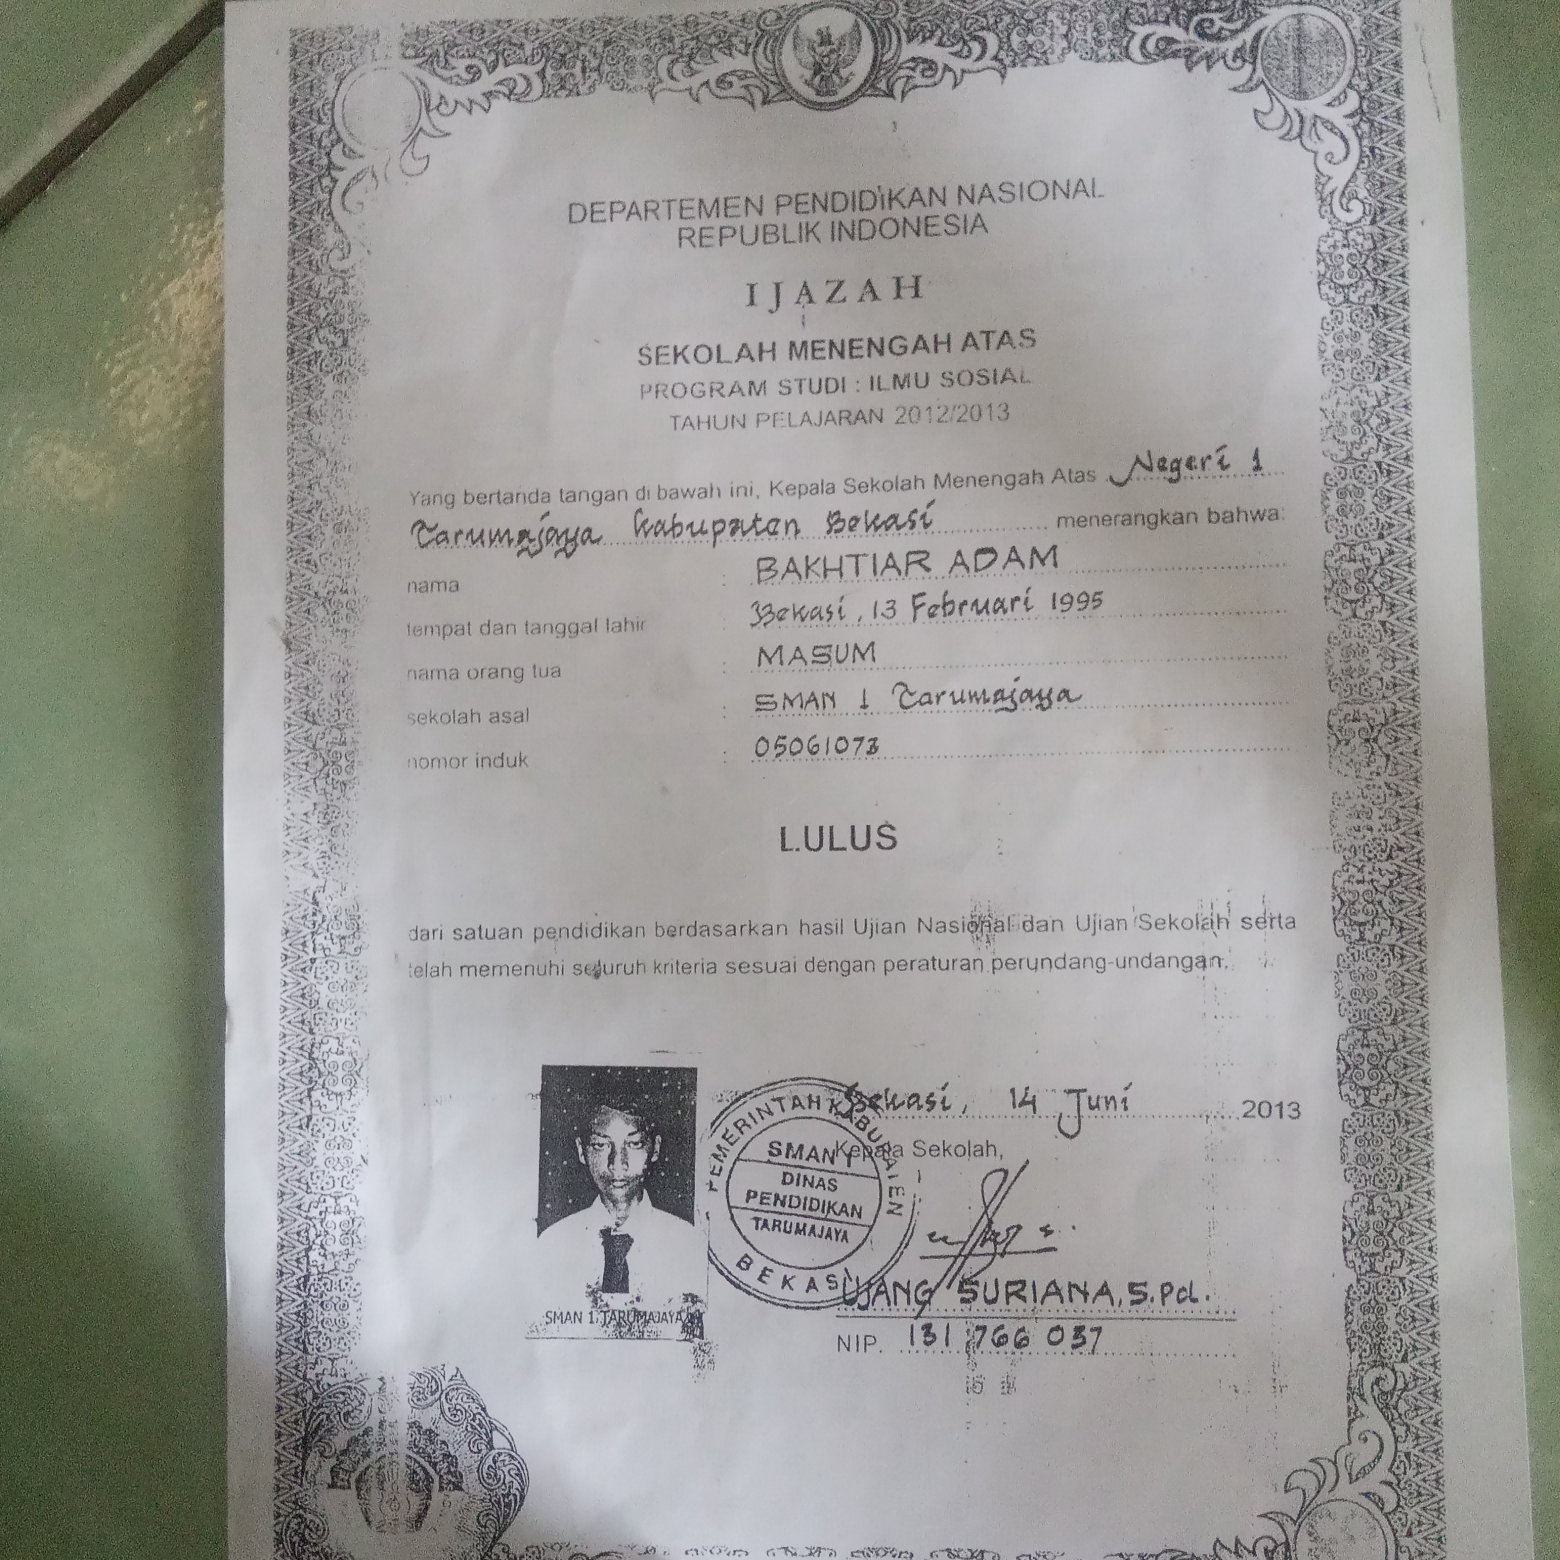 DEPARTEMEN PENDIDIKAN NASIONAL
REPUBLIK INDONESIA
IJAZAH
SEKOLAH MENENGAH ATAS
PROGRAM STUDI : ILMU SOSIAL
TAHUN PELAJARAN 2012/2013
Yang bertanda tangan di bawah ini, Kepala Sekolah Menengah Atas Negeri 1
Tarumajaya Kabupaten Bekasi menerangkan bahwa:
nama : BAKHTIAR ADAM
tempat dan tanggal lahir : Bekasi, 13 Februari 1995
nama orang tua : MASUM
sekolah asal : SMAN 1 Tarumajaya
nomor induk : 05061073
LULUS
dari satuan pendidikan berdasarkan hasil Ujian Nasional dan Ujian Sekolah serta
telah memenuhi seluruh kriteria sesuai dengan peraturan perundang-undangan.
Bekasi, 14 Juni 2013
Kepala Sekolah,
PEMERINTAH KABUPATEN
SMAN 1
DINAS
PENDIDIKAN
TARUMAJAYA
BEKASI
UJANG SURIANA, S.Pd.
SMAN 1 TARUMAJAYA
NIP. 131 766 037